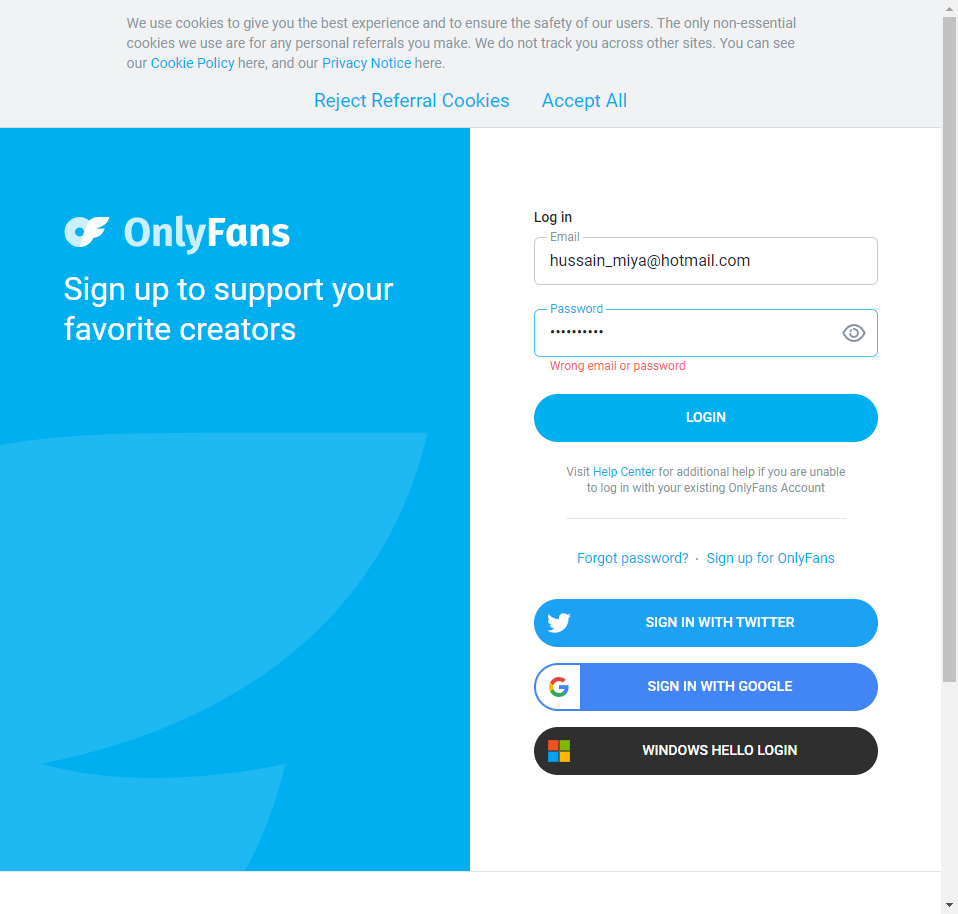 We use cookies to give you the best experience and to ensure the safety of our users. The only non-essential
cookies we use are for any personal referrals you make. We do not track you across other sites. You can see
our Cookie Policy here, and our Privacy Notice here.
Reject Referral Cookies Accept All
OnlyFans
Sign up to support your
favorite creators
Log in
Email
hussain_miya@hotmail.com
Password
••••••••••
Wrong email or password
LOGIN
Visit Help Center for additional help if you are unable
to log in with your existing OnlyFans Account
Forgot password? · Sign up for OnlyFans
SIGN IN WITH TWITTER
SIGN IN WITH GOOGLE
WINDOWS HELLO LOGIN